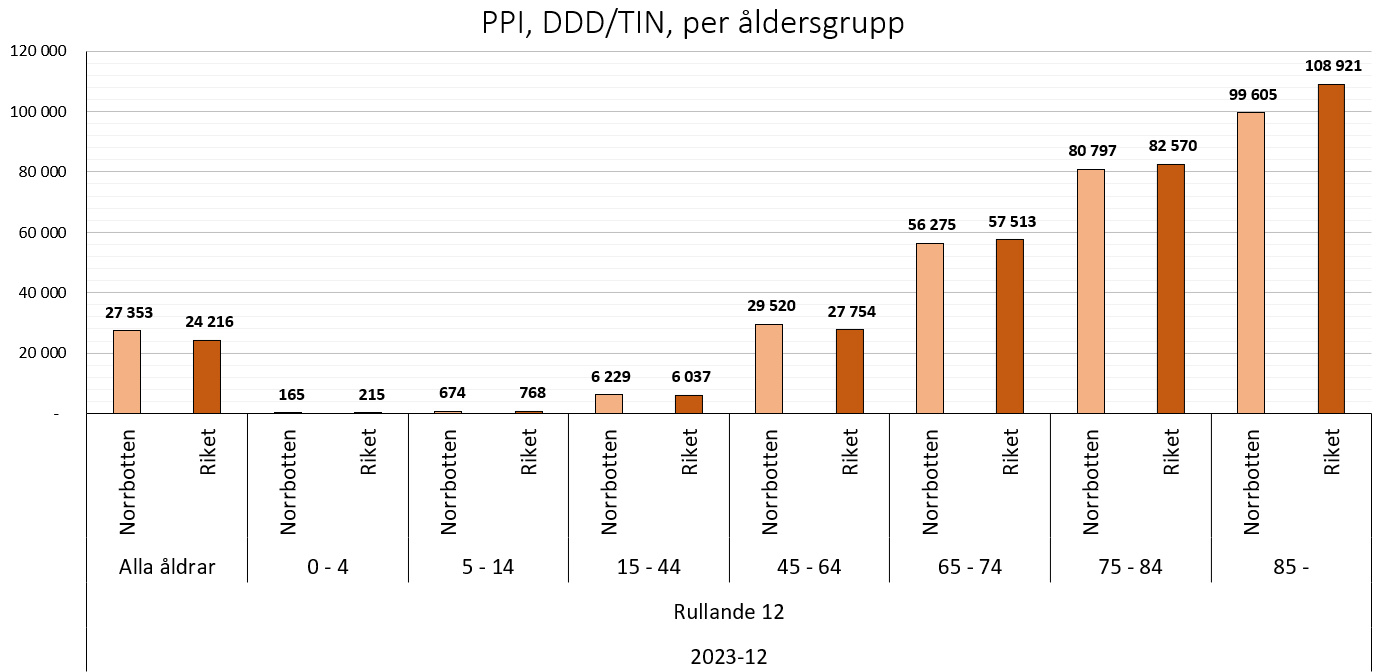 PPI, DDD/TIN, per åldersgrupp
120 000
100 000
80 000
60 000
40 000
20 000
-
27 353
24 216
165
215
674
768
6 229
6 037
29 520
27 754
56 275
57 513
80 797
82 570
99 605
108 921
Norrbotten
Riket
Norrbotten
Riket
Norrbotten
Riket
Norrbotten
Riket
Norrbotten
Riket
Norrbotten
Riket
Norrbotten
Riket
Norrbotten
Riket
Alla åldrar
0 - 4
5 - 14
15 - 44
45 - 64
65 - 74
75 - 84
85 -
Rullande 12
2023-12